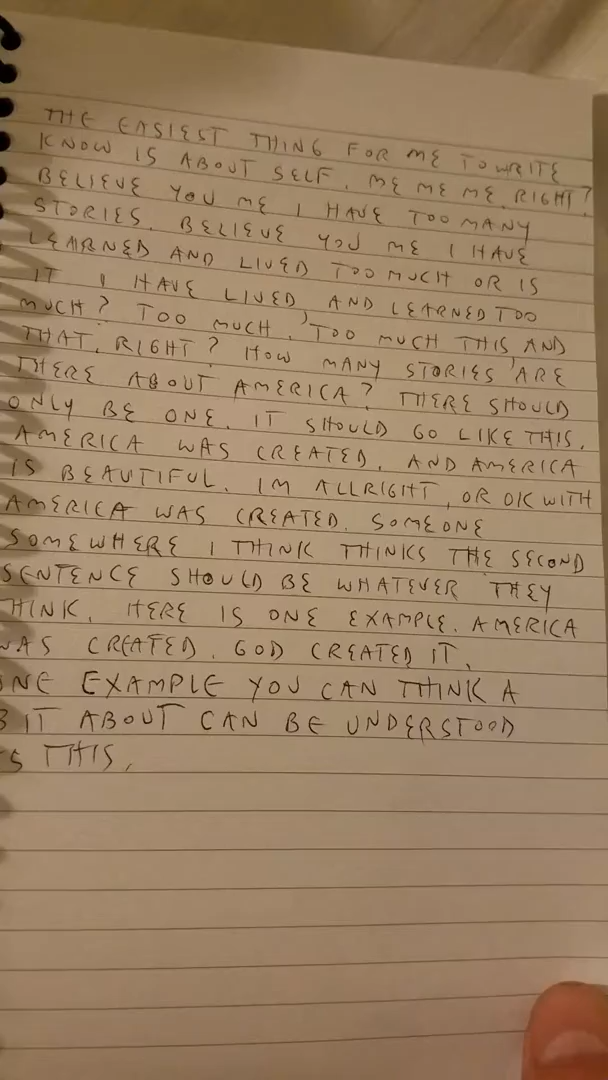 THE EASIEST THING FOR ME TO WRITE
KNOW IS ABOUT SELF. ME ME ME. RIGHT?
BELIEVE YOU ME I HAVE TOO MANY
STORIES. BELIEVE YOU ME I HAVE
LEARNED AND LIVED TOO MUCH OR IS
IT I HAVE LIVED, AND LEARNED TOO
MUCH? TOO MUCH, TOO MUCH THIS, AND
THAT, RIGHT? HOW MANY STORIES ARE
THERE ABOUT AMERICA? THERE SHOULD
ONLY BE ONE. IT SHOULD GO LIKE THIS.
AMERICA WAS CREATED. AND AMERICA
IS BEAUTIFUL. IM ALLRIGHT, OR OK WITH
AMERICA WAS CREATED. SOMEONE
SOMEWHERE I THINK THINKS THE SECOND
SENTENCE SHOULD BE WHATEVER THEY
THINK. HERE IS ONE EXAMPLE. AMERICA
WAS CREATED. GOD CREATED IT.
ONE EXAMPLE YOU CAN THINK A
IT ABOUT CAN BE UNDERSTOOD
THIS.